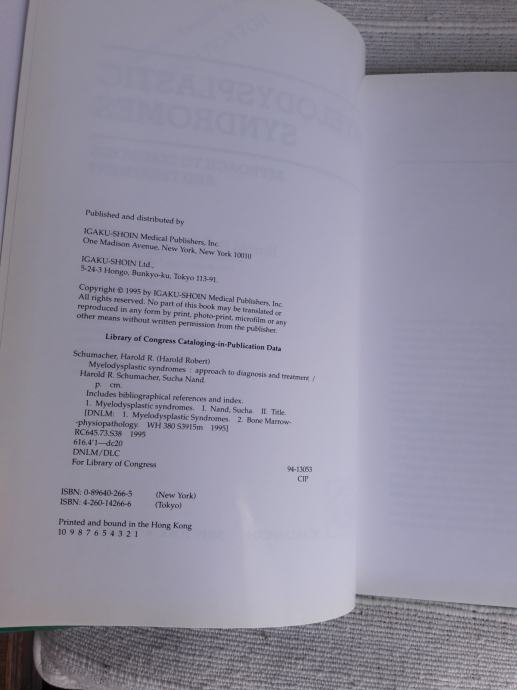 Published and distributed by
IGAKU-SHOIN Medical Publishers, Inc.
One Madison Avenue, New York, New York 10010
IGAKU-SHOIN Ltd.,
5-24-3 Hongo, Bunkyo-ku, Tokyo 113-91.
Copyright © 1995 by IGAKU-SHOIN Medical Publishers, Inc.
All rights reserved. No part of this book may be translated or
reproduced in any form by print, photo-print, microfilm or any
other means without written permission from the publisher.
Library of Congress Cataloging-in-Publication Data
Schumacher, Harold R. (Harold Robert)
Myelodysplastic syndromes : approach to diagnosis and treatment /
Harold R. Schumacher, Sucha Nand.
p. cm.
Includes bibliographical references and index.
1. Myelodysplastic syndromes. I. Nand, Sucha. II. Title.
[DNLM: 1. Myelodysplastic Syndromes. 2. Bone Marrow-
-physiopathology. WH 380 S3915m 1995]
RC645.73.S38 1995
616.4'1—dc20
DNLM/DLC
For Library of Congress 94-13053
CIP
ISBN: 0-89640-266-5 (New York)
ISBN: 4-260-14266-6 (Tokyo)
Printed and bound in the Hong Kong
10 9 8 7 6 5 4 3 2 1